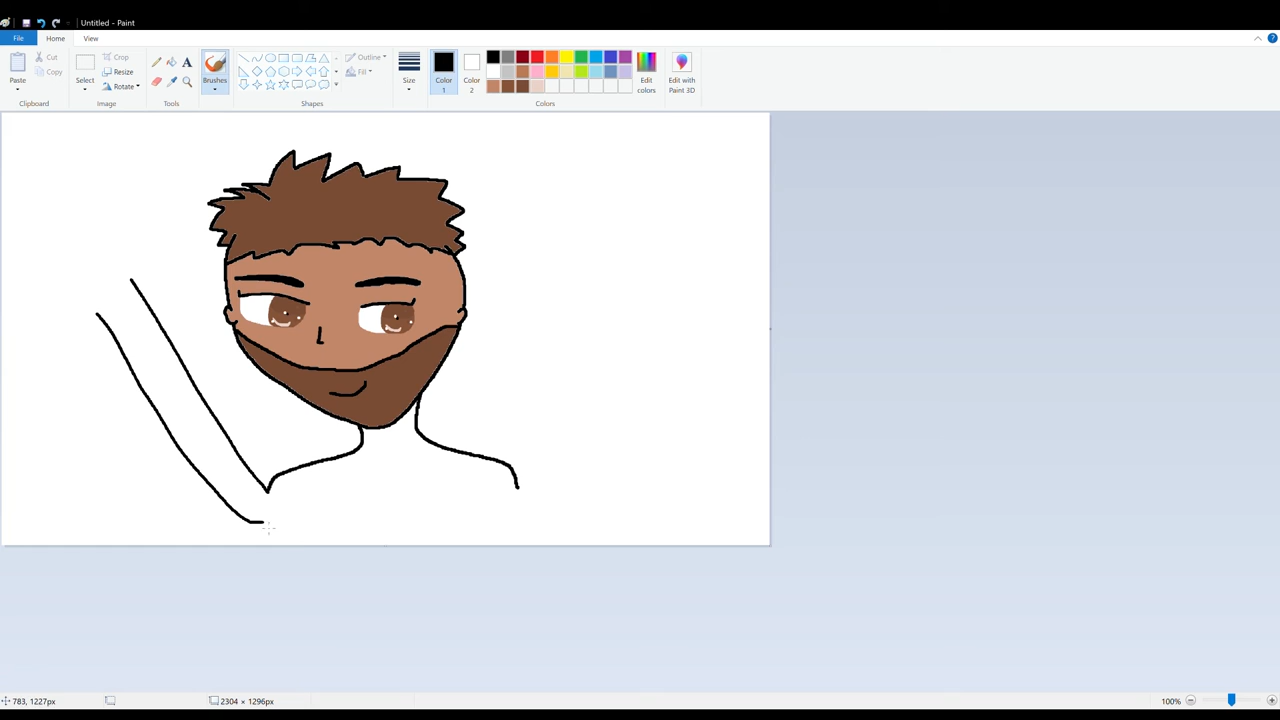 Untitled - Paint
File Home View
Paste
Cut
Copy
Clipboard
Select
Crop
Resize
Rotate
Image
A
Tools
Brushes
Outline
Fill
Shapes
Size
Color 1
Color 2
Edit colors
Colors
Edit with Paint 3D
783, 1227px
2304 × 1296px
100%